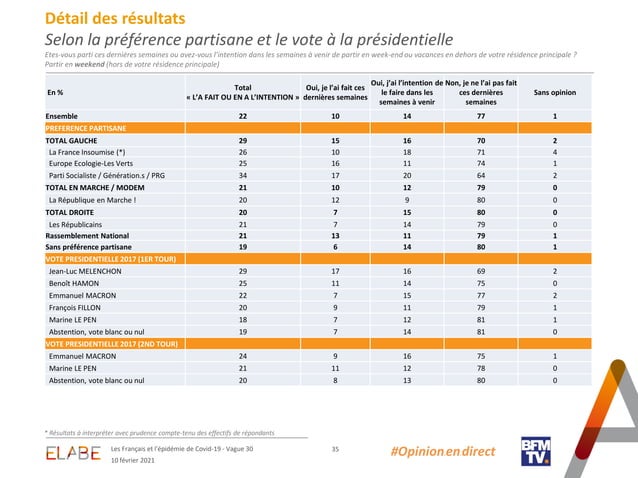 Détail des résultats
Selon la préférence partisane et le vote à la présidentielle
Etes-vous parti ces dernières semaines ou avez-vous l'intention dans les semaines à venir de partir en week-end ou vacances en dehors de votre résidence principale ?
Partir en weekend (hors de votre résidence principale)
En % Total « L'A FAIT OU EN A L'INTENTION » Oui, je l'ai fait ces dernières semaines Oui, j'ai l'intention de le faire dans les semaines à venir Non, je ne l'ai pas fait ces dernières semaines Sans opinion
Ensemble 22 10 14 77 1
PREFERENCE PARTISANE
TOTAL GAUCHE 29 15 16 70 2
La France Insoumise (*) 26 10 18 71 4
Europe Ecologie-Les Verts 25 16 11 74 1
Parti Socialiste / Génération.s / PRG 34 17 20 64 2
TOTAL EN MARCHE / MODEM 21 10 12 79 0
La République en Marche ! 20 12 9 80 0
TOTAL DROITE 20 7 15 80 0
Les Républicains 21 7 14 79 0
Rassemblement National 21 13 11 79 1
Sans préférence partisane 19 6 14 80 1
VOTE PRESIDENTIELLE 2017 (1ER TOUR)
Jean-Luc MELENCHON 29 17 16 69 2
Benoît HAMON 25 11 14 75 0
Emmanuel MACRON 22 7 15 77 2
François FILLON 20 9 11 79 1
Marine LE PEN 18 7 12 81 1
Abstention, vote blanc ou nul 19 7 14 81 0
VOTE PRESIDENTIELLE 2017 (2ND TOUR)
Emmanuel MACRON 24 9 16 75 1
Marine LE PEN 21 11 12 78 0
Abstention, vote blanc ou nul 20 8 13 80 0
* Résultats à interpréter avec prudence compte-tenu des effectifs de répondants
ELABE
Les Français et l'épidémie de Covid-19 - Vague 30
10 février 2021
35
#Opinion en direct
BFM
TV.